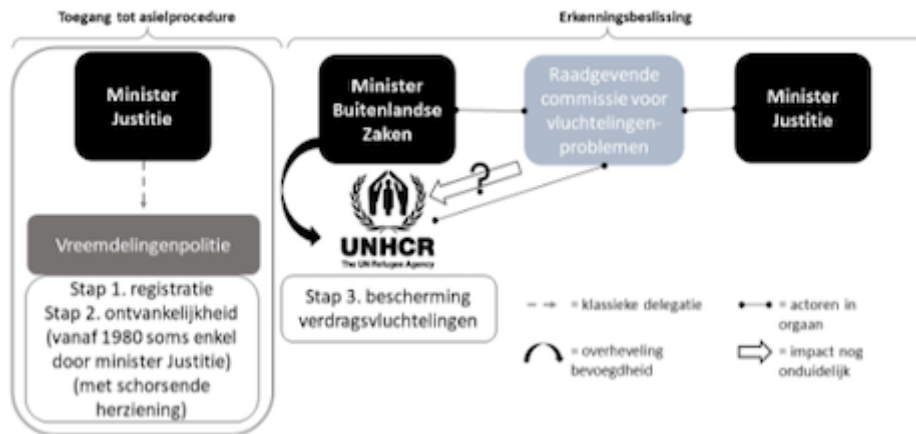 Toegang tot asielprocedure
Erkenningsbeslissing
Minister
Justitie
Minister
Buitenlandse
Zaken
Raadgevende
commissie voor
vluchtelingen-
problemen
Minister
Justitie
?
UNHCR
The UN Refugee Agency
Vreemdelingenpolitie
Stap 1. registratie
Stap 2. ontvankelijkheid
(vanaf 1980 soms enkel
door minister Justitie)
(met schorsende
herziening)
Stap 3. bescherming
verdragsvluchtelingen
= klassieke delegatie
= actoren in
orgaan
= overheveling
bevoegdheid
= impact nog
onduidelijk